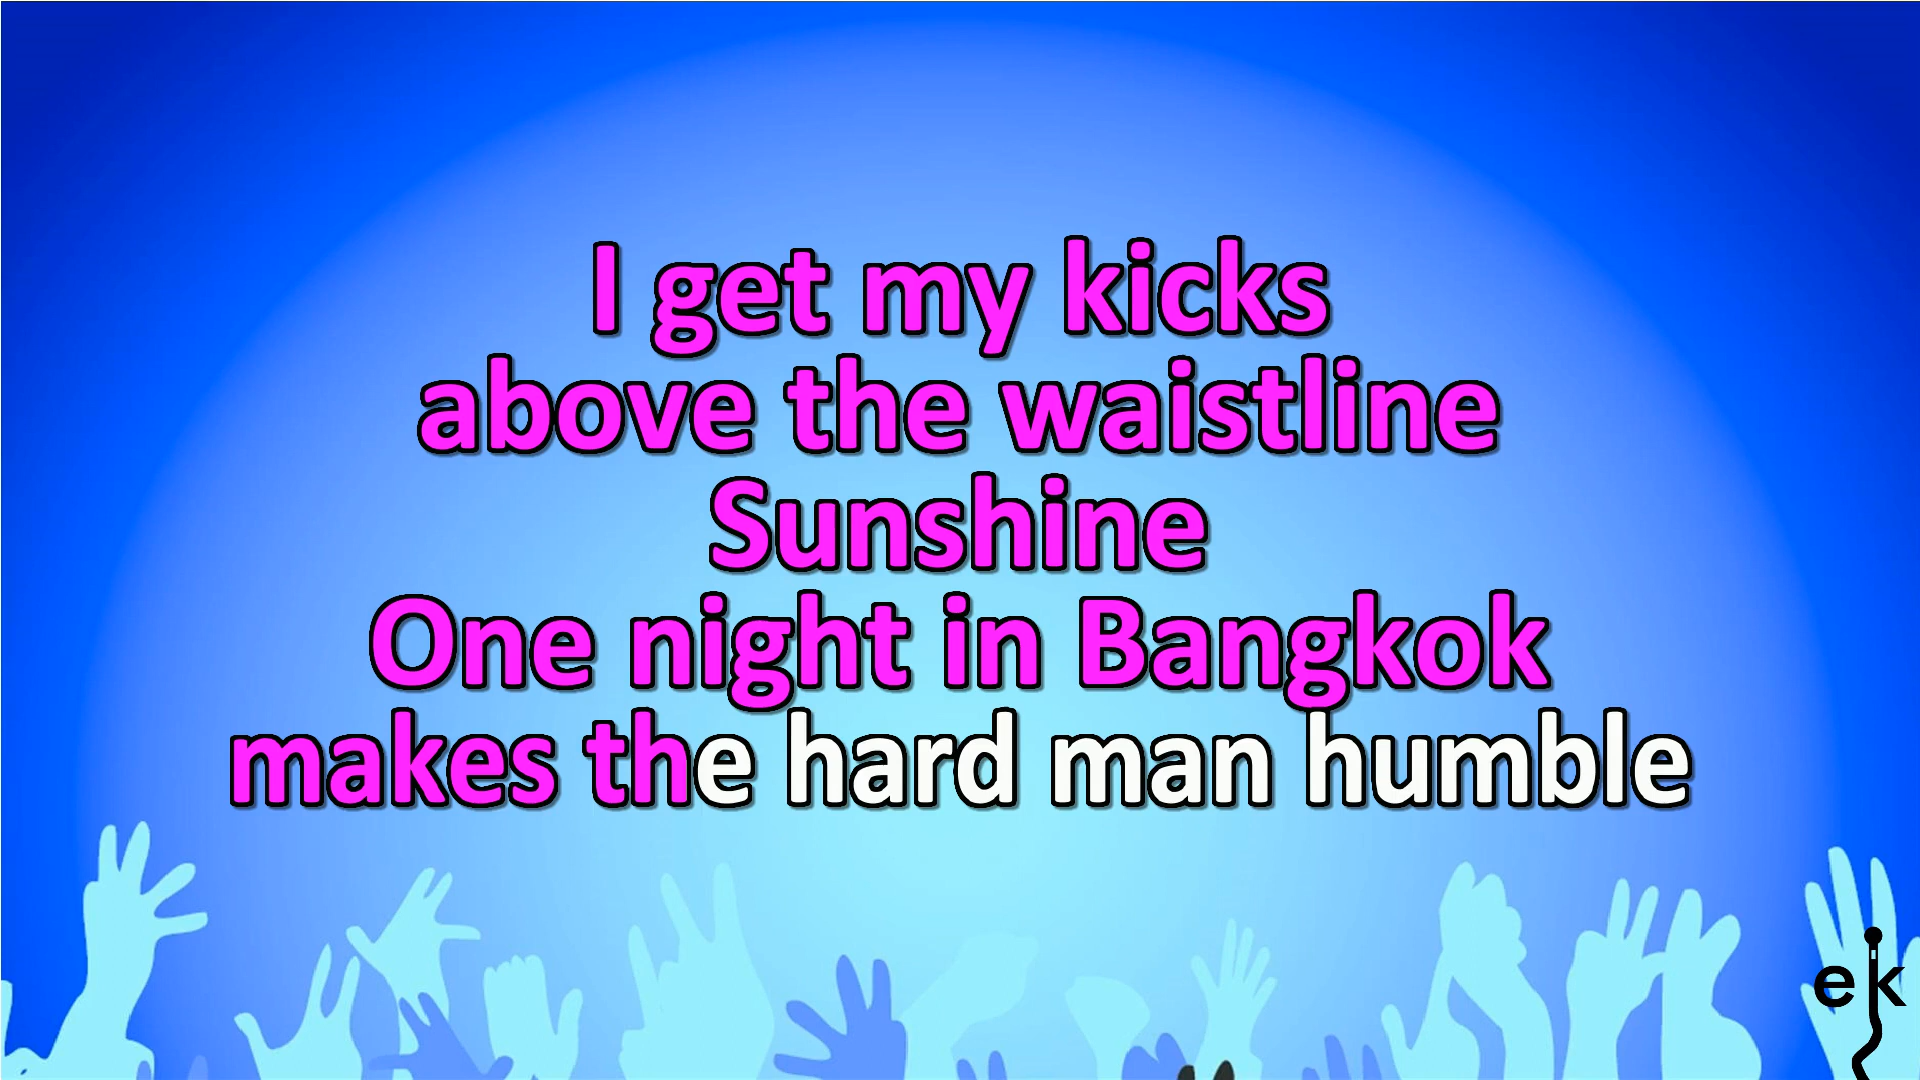 I get my kicks
above the waistline
Sunshine
One night in Bangkok
makes the hard man humble
ek